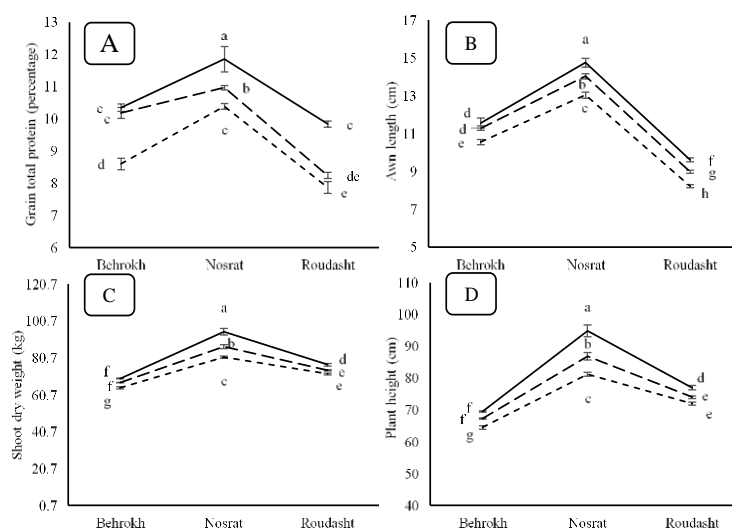 13
12
11
10
9
8
7
6
Grain total protein (percentage)
A
a
c
c
b
c
c
d
dc
e
Behrokh Nosrat Roudasht
17
15
13
11
9
7
5
Awn length (cm)
B
a
d
b
d
c
e
f
g
h
Behrokh Nosrat Roudasht
120.7
100.7
80.7
60.7
40.7
20.7
0.7
Shoot dry weight (kg)
C
a
b
f
d
f
c
e
g
e
Behrokh Nosrat Roudasht
110
100
90
80
70
60
50
40
Plant height (cm)
D
a
b
d
f
e
f
c
e
g
Behrokh Nosrat Roudasht